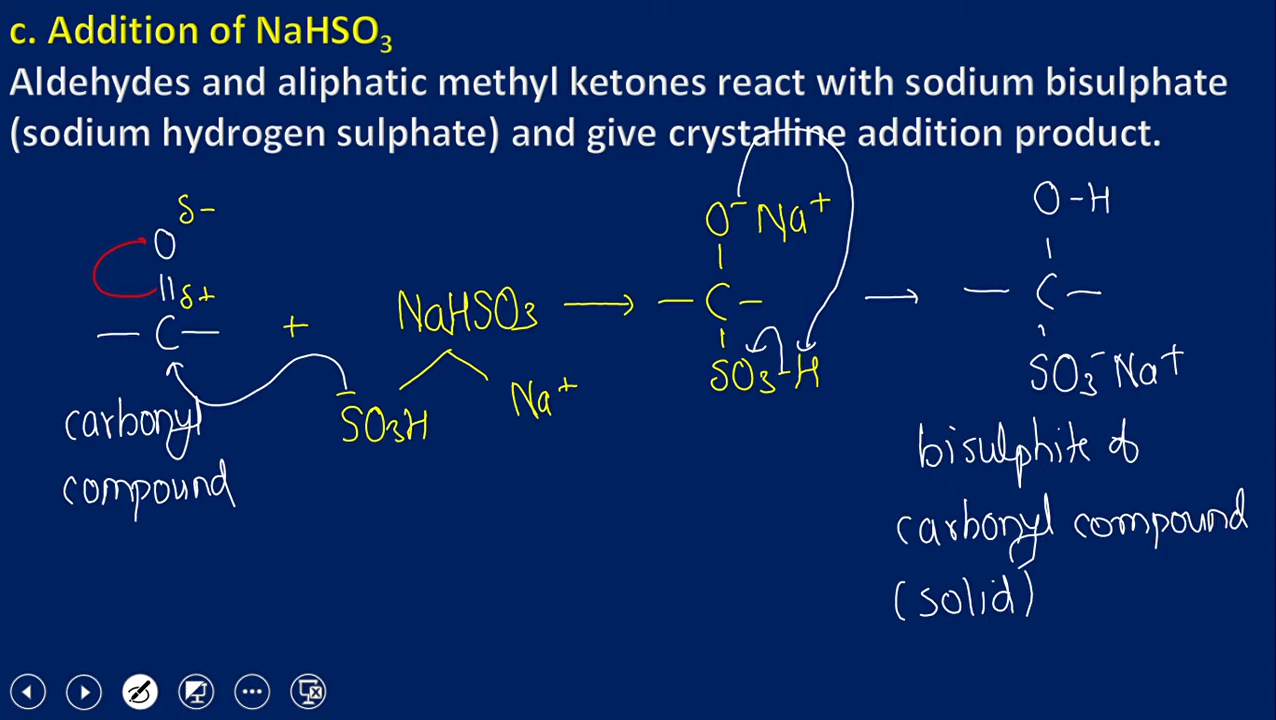 c. Addition of NaHSO₃
Aldehydes and aliphatic methyl ketones react with sodium bisulphate
(sodium hydrogen sulphate) and give crystalline addition product.
δ−
O
|| δ+
— C —
+
NaHSO₃
S̄O₃H
Na⁺
carbonyl
compound
O⁻ Na⁺
|
— C —
|
SO₃-H
O-H
|
— C —
|
SO₃⁻Na⁺
bisulphite of
carbonyl compound
(solid)